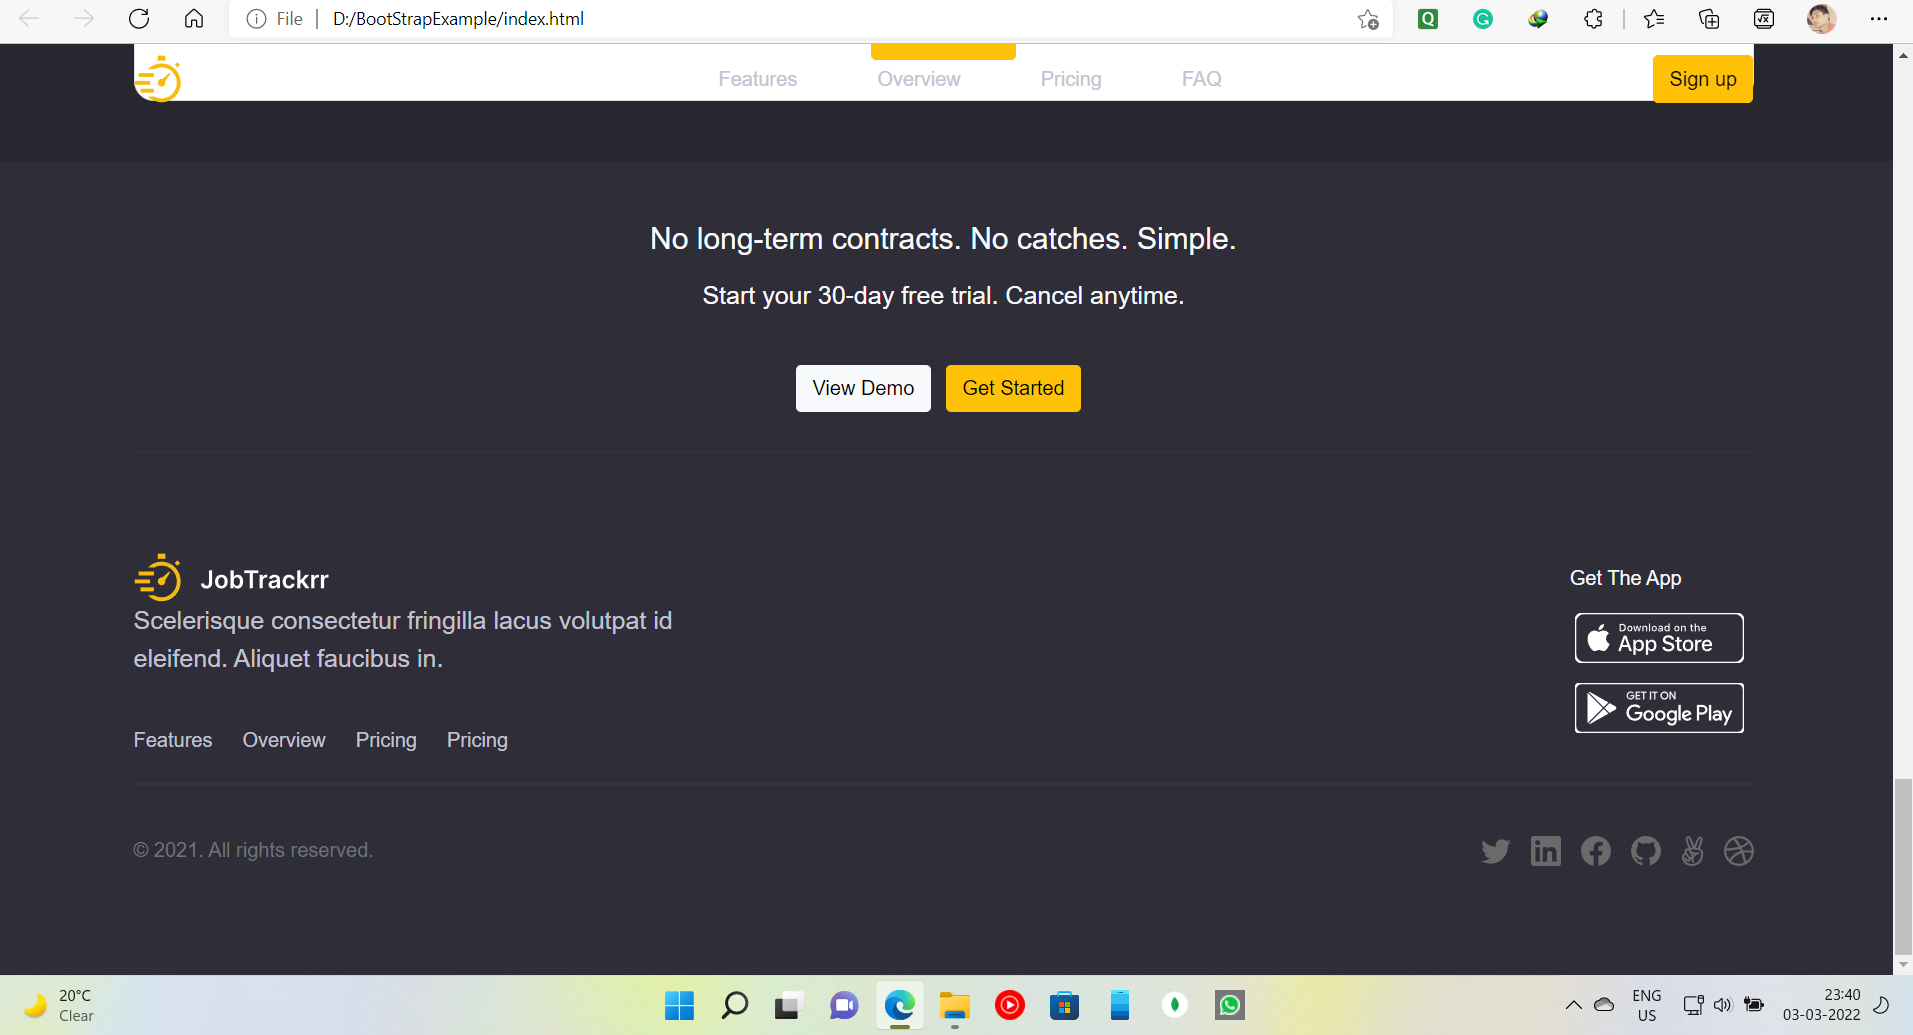 File | D:/BootStrapExample/index.html
Features Overview Pricing FAQ Sign up
No long-term contracts. No catches. Simple.
Start your 30-day free trial. Cancel anytime.
View Demo Get Started
JobTrackrr
Scelerisque consectetur fringilla lacus volutpat id
eleifend. Aliquet faucibus in.
Features Overview Pricing Pricing
Get The App
Download on the
App Store
GET IT ON
Google Play
© 2021. All rights reserved.
20°C
Clear
ENG
US
23:40
03-03-2022